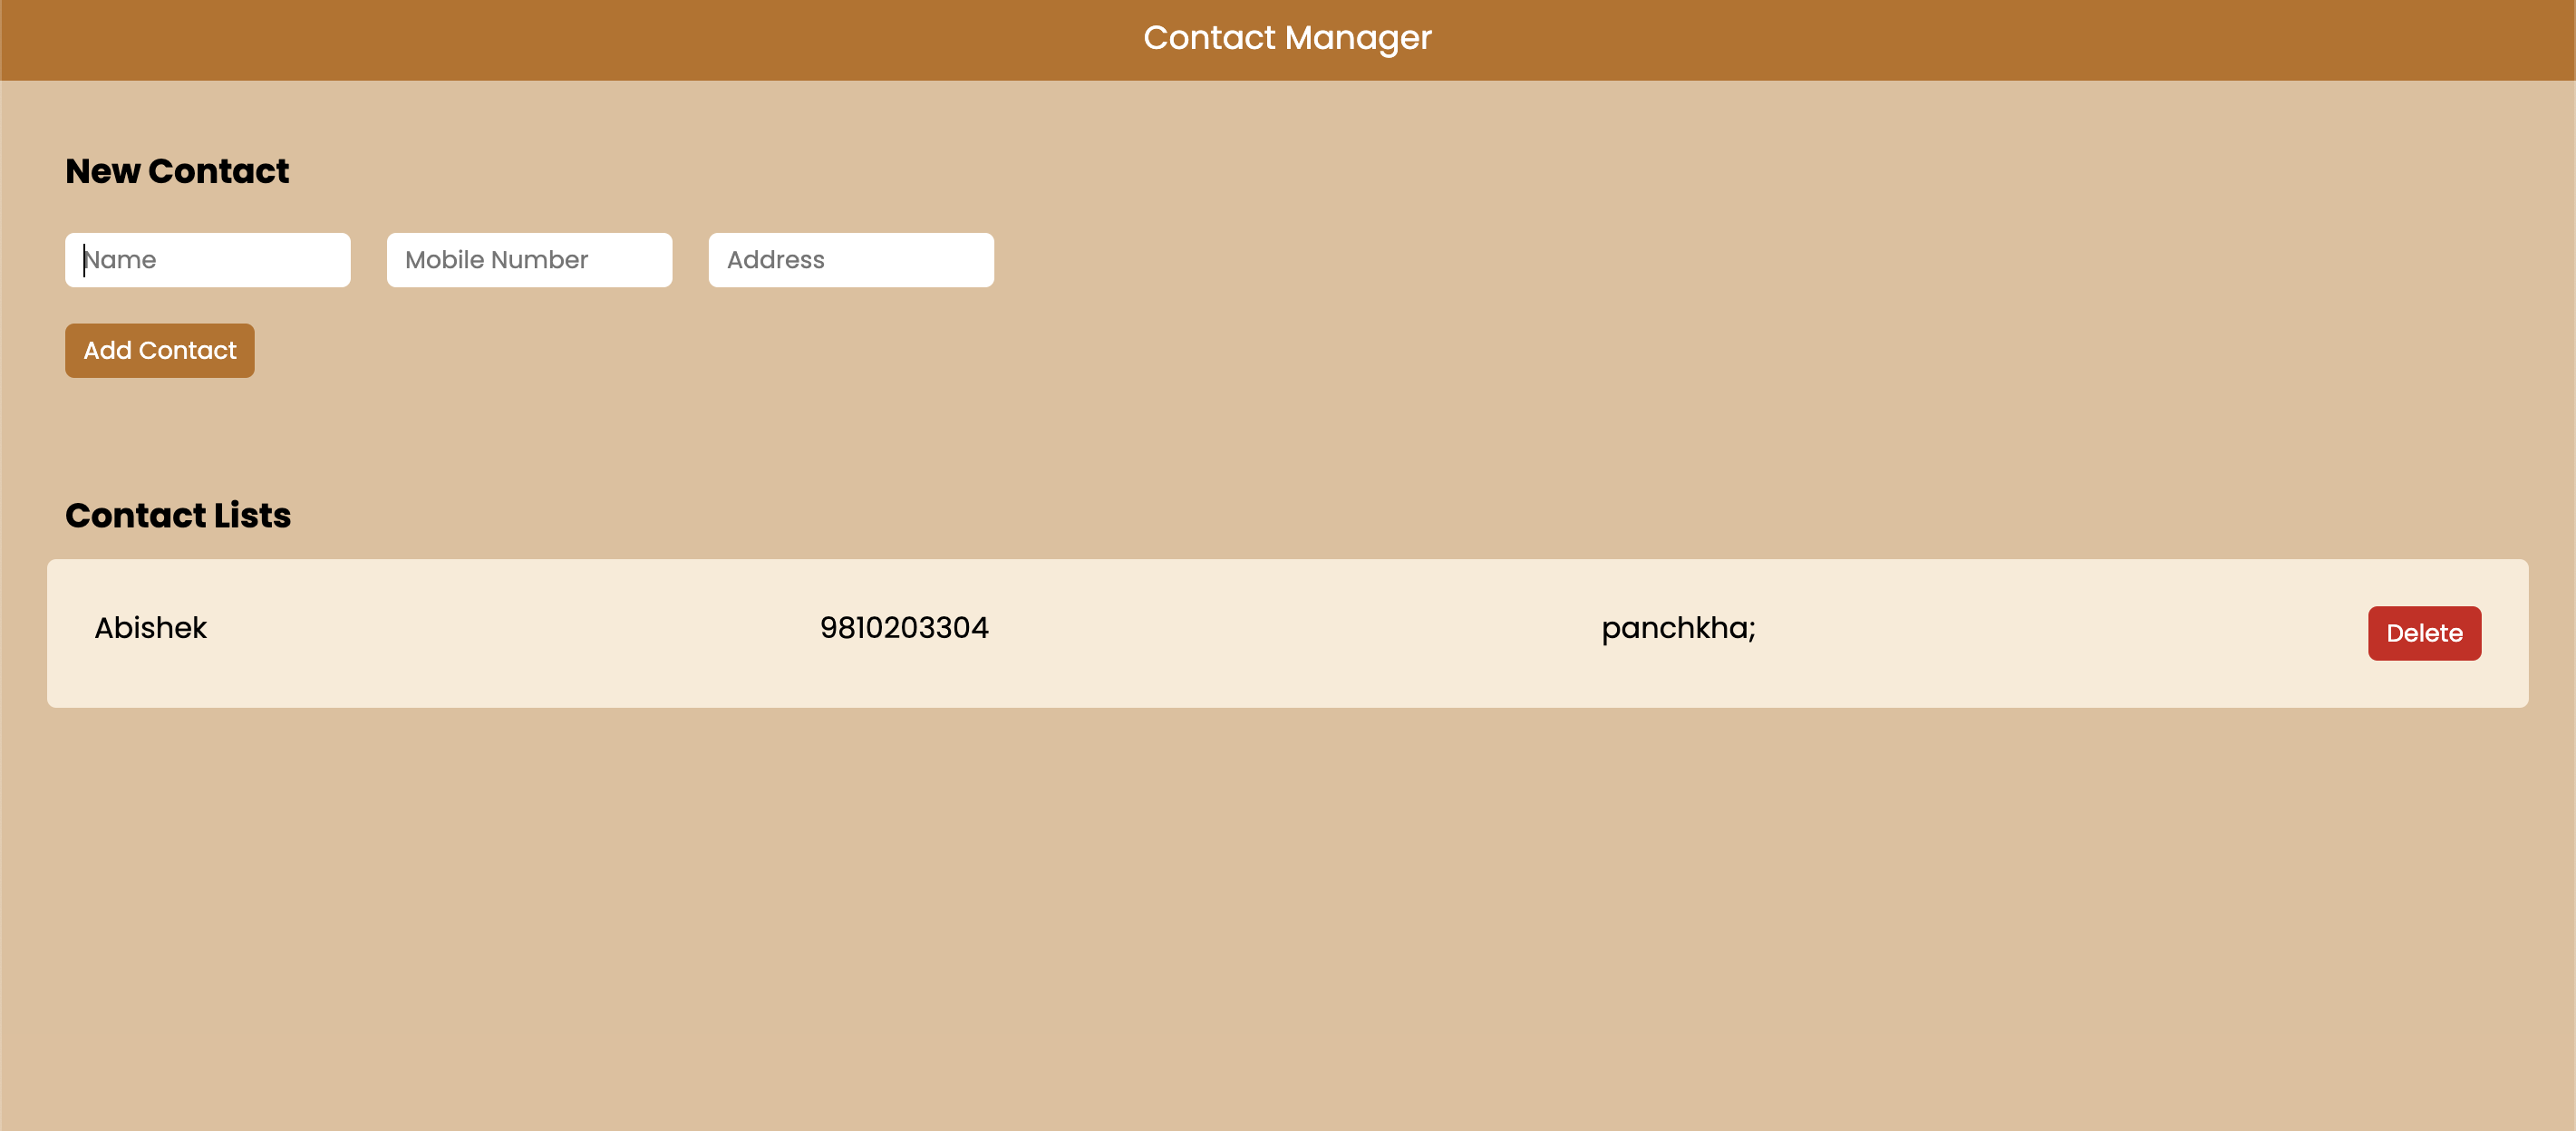 Contact Manager
New Contact
Name
Mobile Number
Address
Add Contact
Contact Lists
Abishek
9810203304
panchkha;
Delete